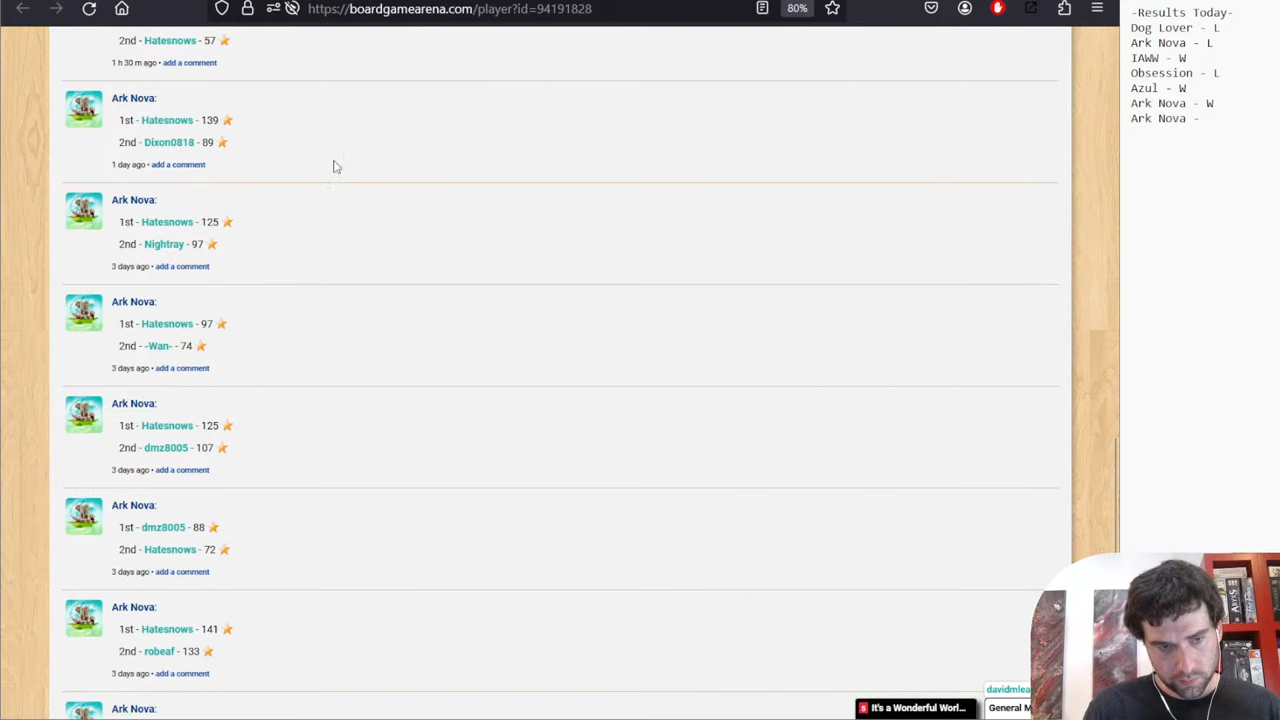 https://boardgamearena.com/player?id=94191828
80%
2nd - Hatesnows - 57
1 h 30 m ago • add a comment
Ark Nova:
1st - Hatesnows - 139
2nd - Dixon0818 - 89
1 day ago • add a comment
Ark Nova:
1st - Hatesnows - 125
2nd - Nightray - 97
3 days ago • add a comment
Ark Nova:
1st - Hatesnows - 97
2nd - -Wan- - 74
3 days ago • add a comment
Ark Nova:
1st - Hatesnows - 125
2nd - dmz8005 - 107
3 days ago • add a comment
Ark Nova:
1st - dmz8005 - 88
2nd - Hatesnows - 72
3 days ago • add a comment
Ark Nova:
1st - Hatesnows - 141
2nd - robeaf - 133
3 days ago • add a comment
Ark Nova:
5 It's a Wonderful Worl...
davidmlea
General M
-Results Today-
Dog Lover - L
Ark Nova - L
IAWW - W
Obsession - L
Azul - W
Ark Nova - W
Ark Nova -